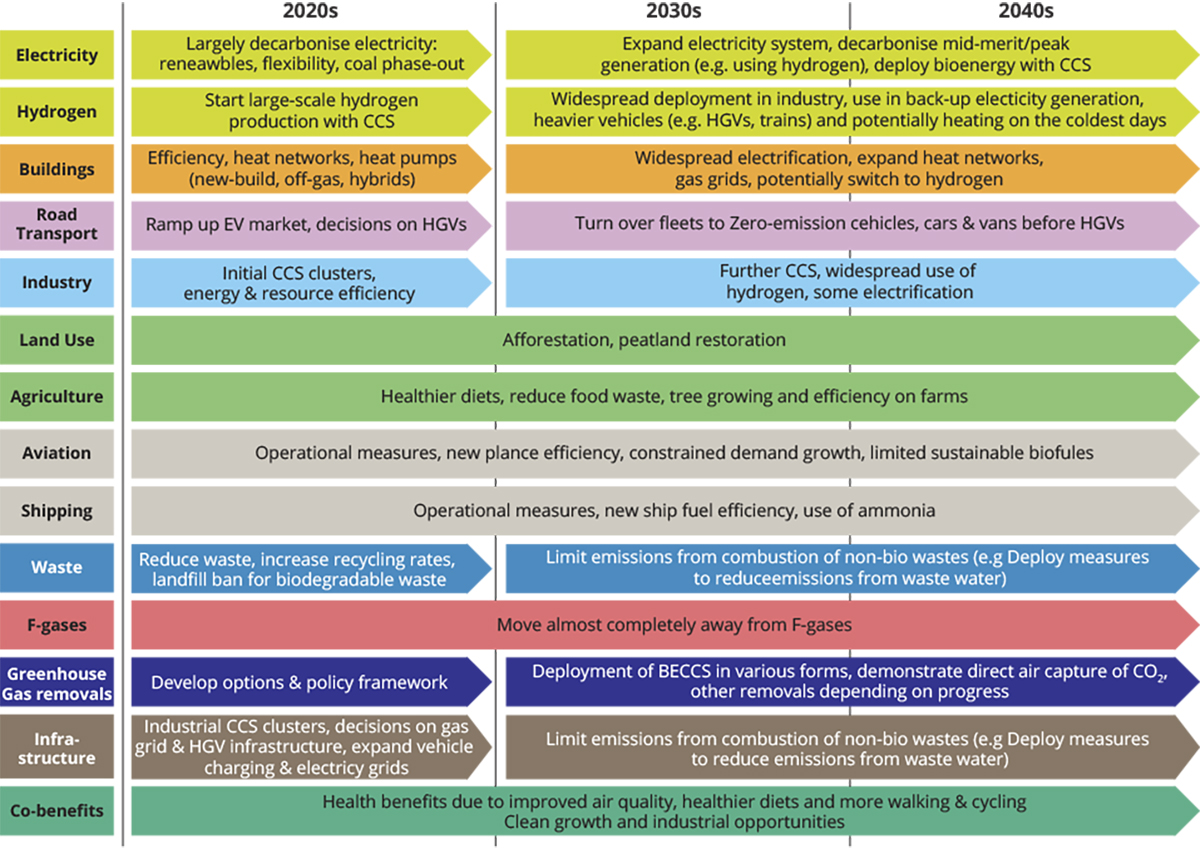 2020s
2030s
2040s
Electricity
Largely decarbonise electricity:
reneawbles, flexibility, coal phase-out
Expand electricity system, decarbonise mid-merit/peak
generation (e.g. using hydrogen), deploy bioenergy with CCS
Hydrogen
Start large-scale hydrogen
production with CCS
Widespread deployment in industry, use in back-up electicity generation,
heavier vehicles (e.g. HGVs, trains) and potentially heating on the coldest days
Buildings
Efficiency, heat networks, heat pumps
(new-build, off-gas, hybrids)
Widespread electrification, expand heat networks,
gas grids, potentially switch to hydrogen
Road
Transport
Ramp up EV market, decisions on HGVs
Turn over fleets to Zero-emission cehicles, cars & vans before HGVs
Industry
Initial CCS clusters,
energy & resource efficiency
Further CCS, widespread use of
hydrogen, some electrification
Land Use
Afforestation, peatland restoration
Agriculture
Healthier diets, reduce food waste, tree growing and efficiency on farms
Aviation
Operational measures, new plance efficiency, constrained demand growth, limited sustainable biofules
Shipping
Operational measures, new ship fuel efficiency, use of ammonia
Waste
Reduce waste, increase recycling rates,
landfill ban for biodegradable waste
Limit emissions from combustion of non-bio wastes (e.g Deploy measures
to reduceemissions from waste water)
F-gases
Move almost completely away from F-gases
Greenhouse
Gas removals
Develop options & policy framework
Deployment of BECCS in various forms, demonstrate direct air capture of CO₂,
other removals depending on progress
Infra-
structure
Industrial CCS clusters, decisions on gas
grid & HGV infrastructure, expand vehicle
charging & electricy grids
Limit emissions from combustion of non-bio wastes (e.g Deploy measures
to reduce emissions from waste water)
Co-benefits
Health benefits due to improved air quality, healthier diets and more walking & cycling
Clean growth and industrial opportunities